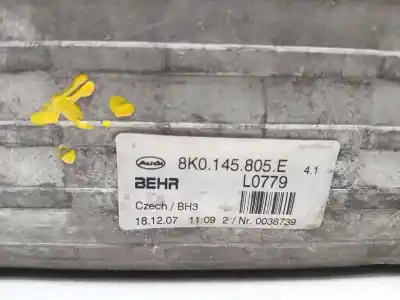 Audi 8K0.145.805.E 4.1
BEHR L0779
Czech / BH3
18.12.07 11:09 2 / Nr. 0038739